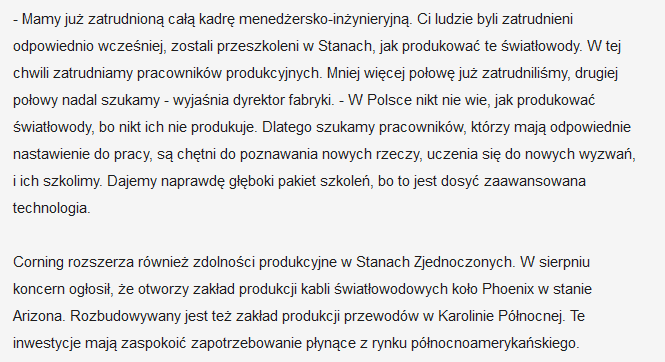 - Mamy już zatrudnioną całą kadrę menedżersko-inżynieryjną. Ci ludzie byli zatrudnieni
odpowiednio wcześniej, zostali przeszkoleni w Stanach, jak produkować te światłowody. W tej
chwili zatrudniamy pracowników produkcyjnych. Mniej więcej połowę już zatrudniliśmy, drugiej
połowy nadal szukamy - wyjaśnia dyrektor fabryki. - W Polsce nikt nie wie, jak produkować
światłowody, bo nikt ich nie produkuje. Dlatego szukamy pracowników, którzy mają odpowiednie
nastawienie do pracy, są chętni do poznawania nowych rzeczy, uczenia się do nowych wyzwań,
i ich szkolimy. Dajemy naprawdę głęboki pakiet szkoleń, bo to jest dosyć zaawansowana
technologia.
Corning rozszerza również zdolności produkcyjne w Stanach Zjednoczonych. W sierpniu
koncern ogłosił, że otworzy zakład produkcji kabli światłowodowych koło Phoenix w stanie
Arizona. Rozbudowywany jest też zakład produkcji przewodów w Karolinie Północnej. Te
inwestycje mają zaspokoić zapotrzebowanie płynące z rynku północnoamerykańskiego.